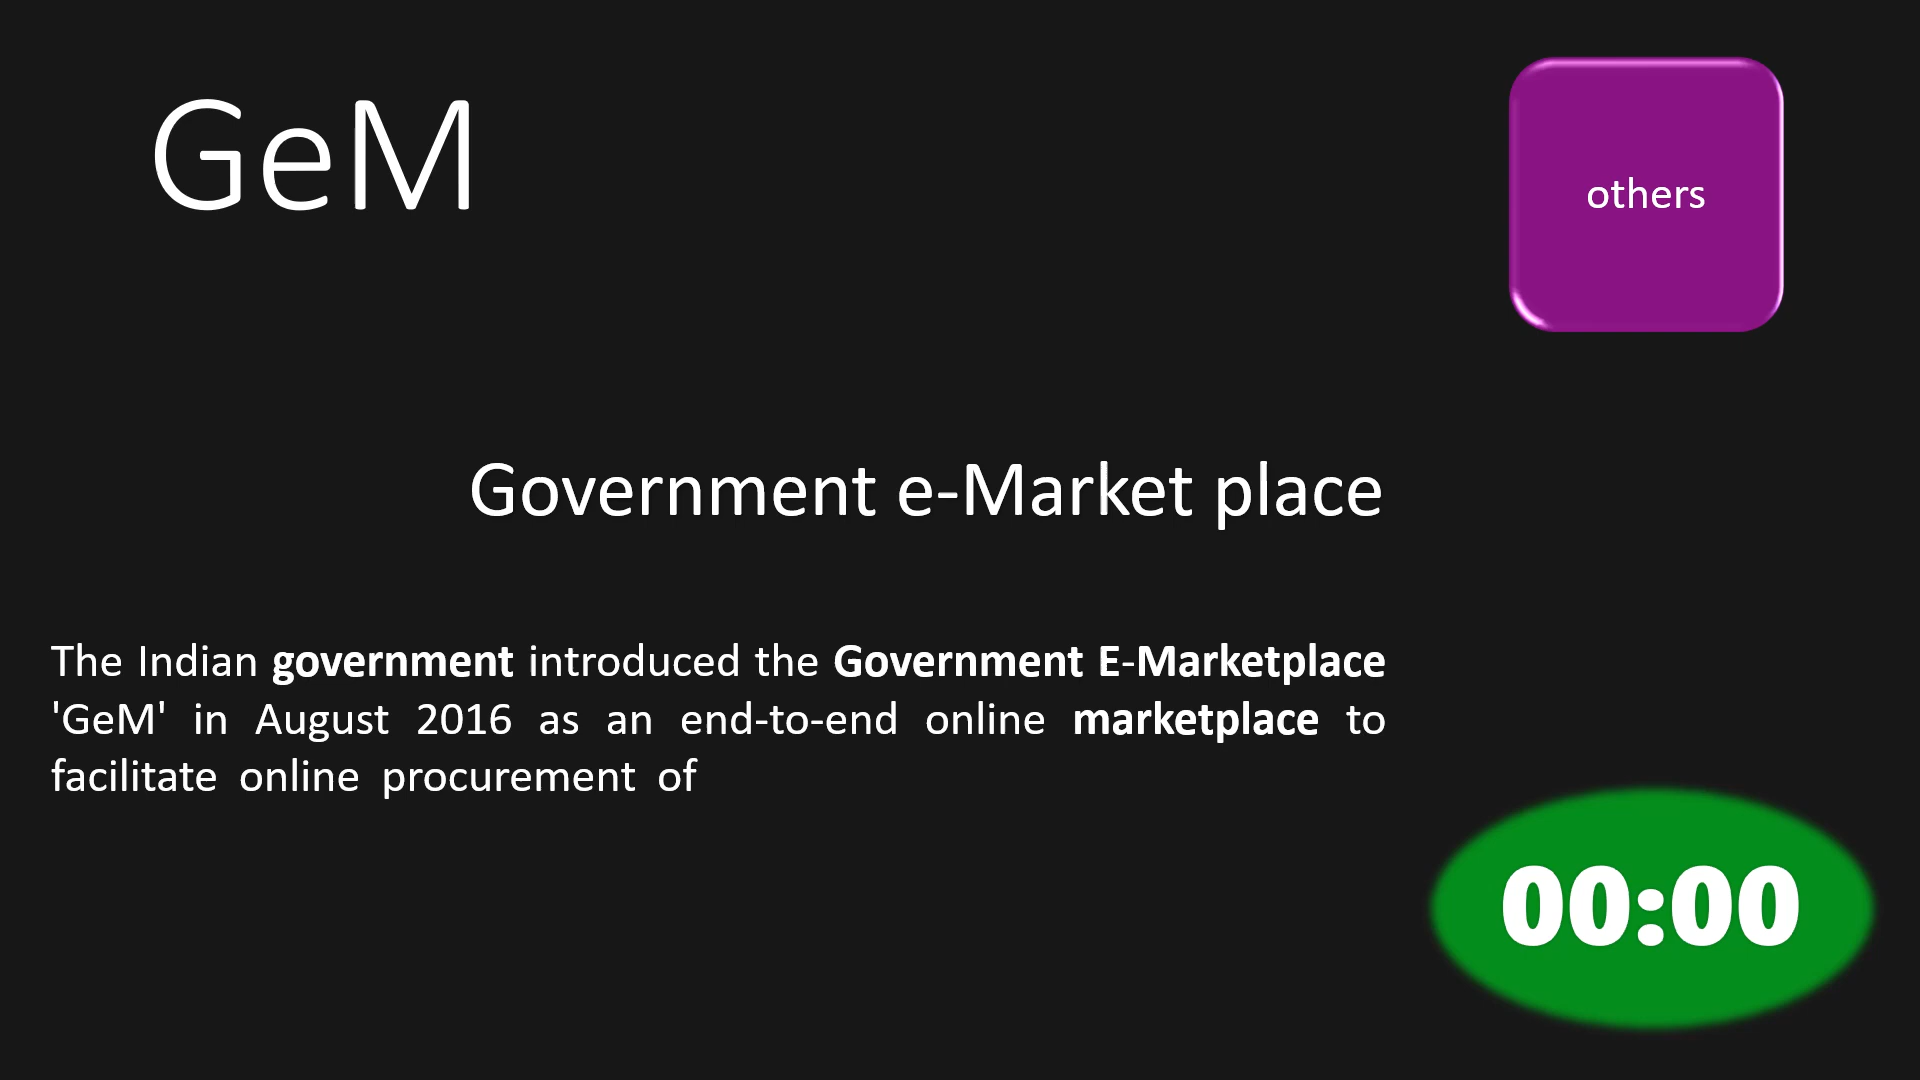 GeM
others
Government e-Market place
The Indian government introduced the Government E-Marketplace
'GeM' in August 2016 as an end-to-end online marketplace to
facilitate online procurement of
00:00